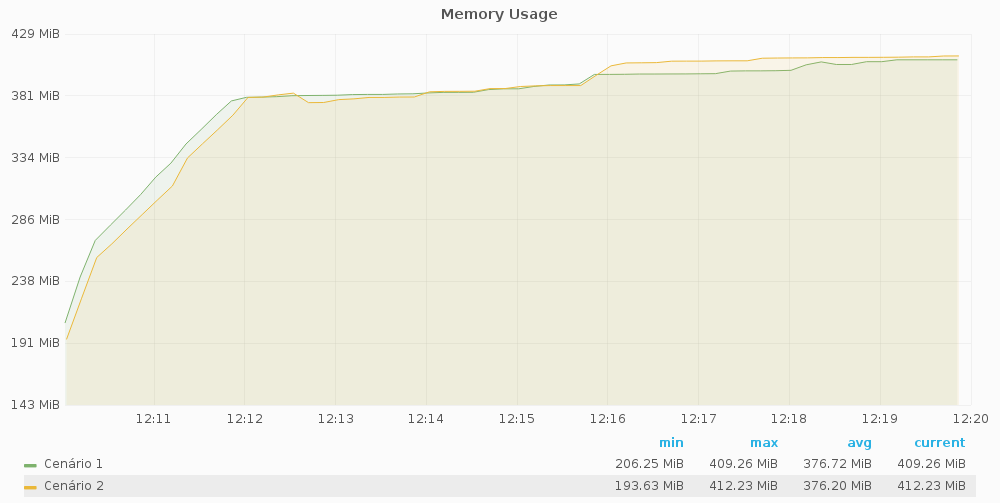 Memory Usage
429 MiB
381 MiB
334 MiB
286 MiB
238 MiB
191 MiB
143 MiB
12:11 12:12 12:13 12:14 12:15 12:16 12:17 12:18 12:19 12:20
min max avg current
Cenário 1 206.25 MiB 409.26 MiB 376.72 MiB 409.26 MiB
Cenário 2 193.63 MiB 412.23 MiB 376.20 MiB 412.23 MiB